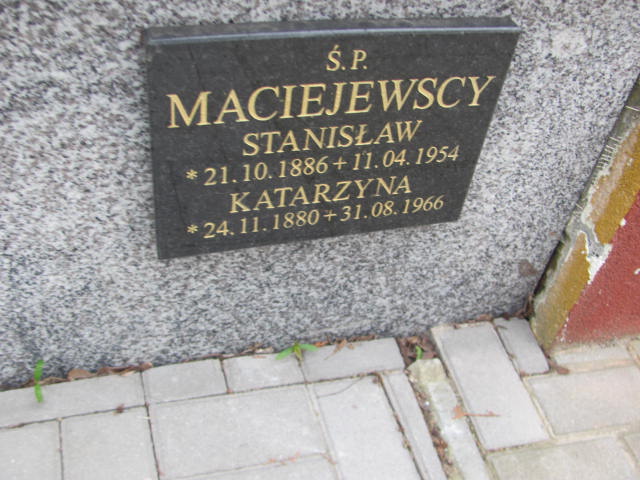 Ś.P.
MACIEJEWSCY
STANISŁAW
*21.10.1886+11.04.1954
KATARZYNA
*24.11.1880+31.08.1966